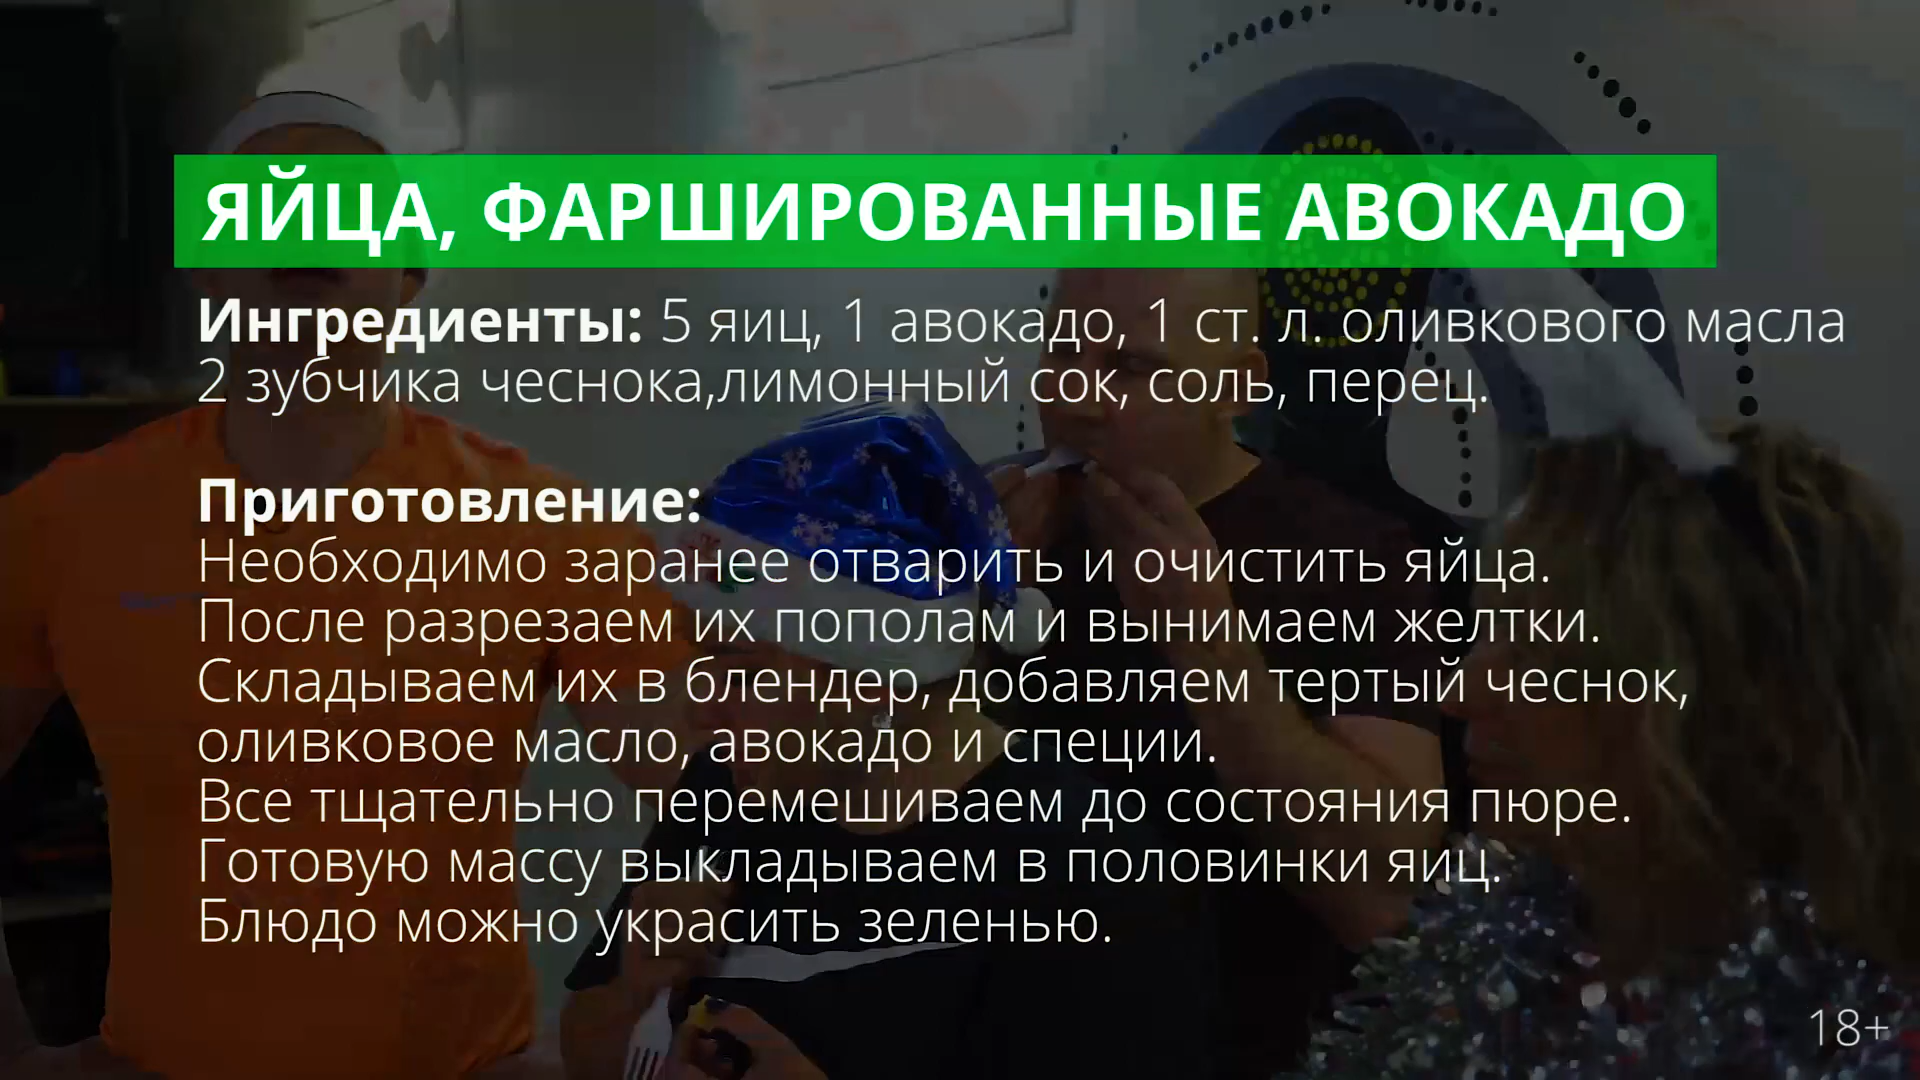 ЯЙЦА, ФАРШИРОВАННЫЕ АВОКАДО
Ингредиенты: 5 яиц, 1 авокадо, 1 ст. л. оливкового масла
2 зубчика чеснока,лимонный сок, соль, перец.
Приготовление:
Необходимо заранее отварить и очистить яйца.
После разрезаем их пополам и вынимаем желтки.
Складываем их в блендер, добавляем тертый чеснок,
оливковое масло, авокадо и специи.
Все тщательно перемешиваем до состояния пюре.
Готовую массу выкладываем в половинки яиц.
Блюдо можно украсить зеленью.
18+